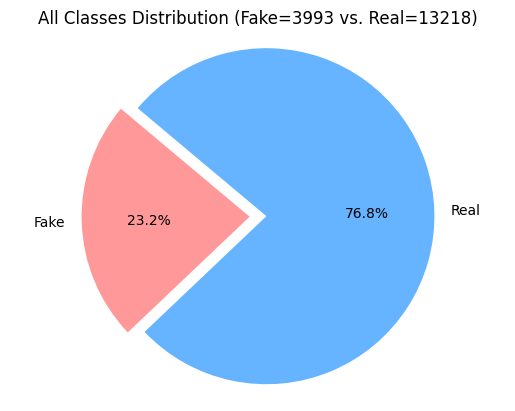 All Classes Distribution (Fake=3993 vs. Real=13218)
Fake
23.2%
76.8%
Real